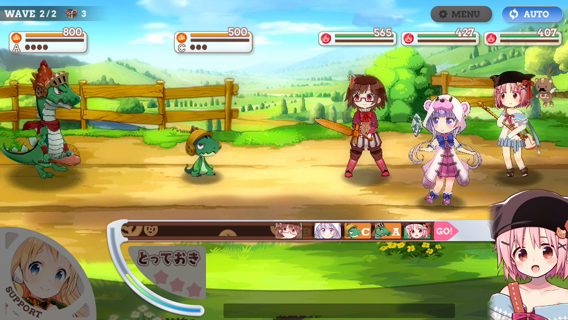 WAVE 2/2 3
MENU
AUTO
800
500
565
427
407
A
C
C A GO!
とっておき
SUPPORT